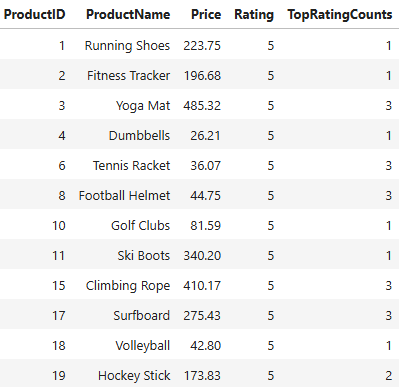 ProductID ProductName Price Rating TopRatingCounts
1 Running Shoes 223.75 5 1
2 Fitness Tracker 196.68 5 1
3 Yoga Mat 485.32 5 3
4 Dumbbells 26.21 5 1
6 Tennis Racket 36.07 5 3
8 Football Helmet 44.75 5 3
10 Golf Clubs 81.59 5 1
11 Ski Boots 340.20 5 1
15 Climbing Rope 410.17 5 3
17 Surfboard 275.43 5 3
18 Volleyball 42.80 5 1
19 Hockey Stick 173.83 5 2